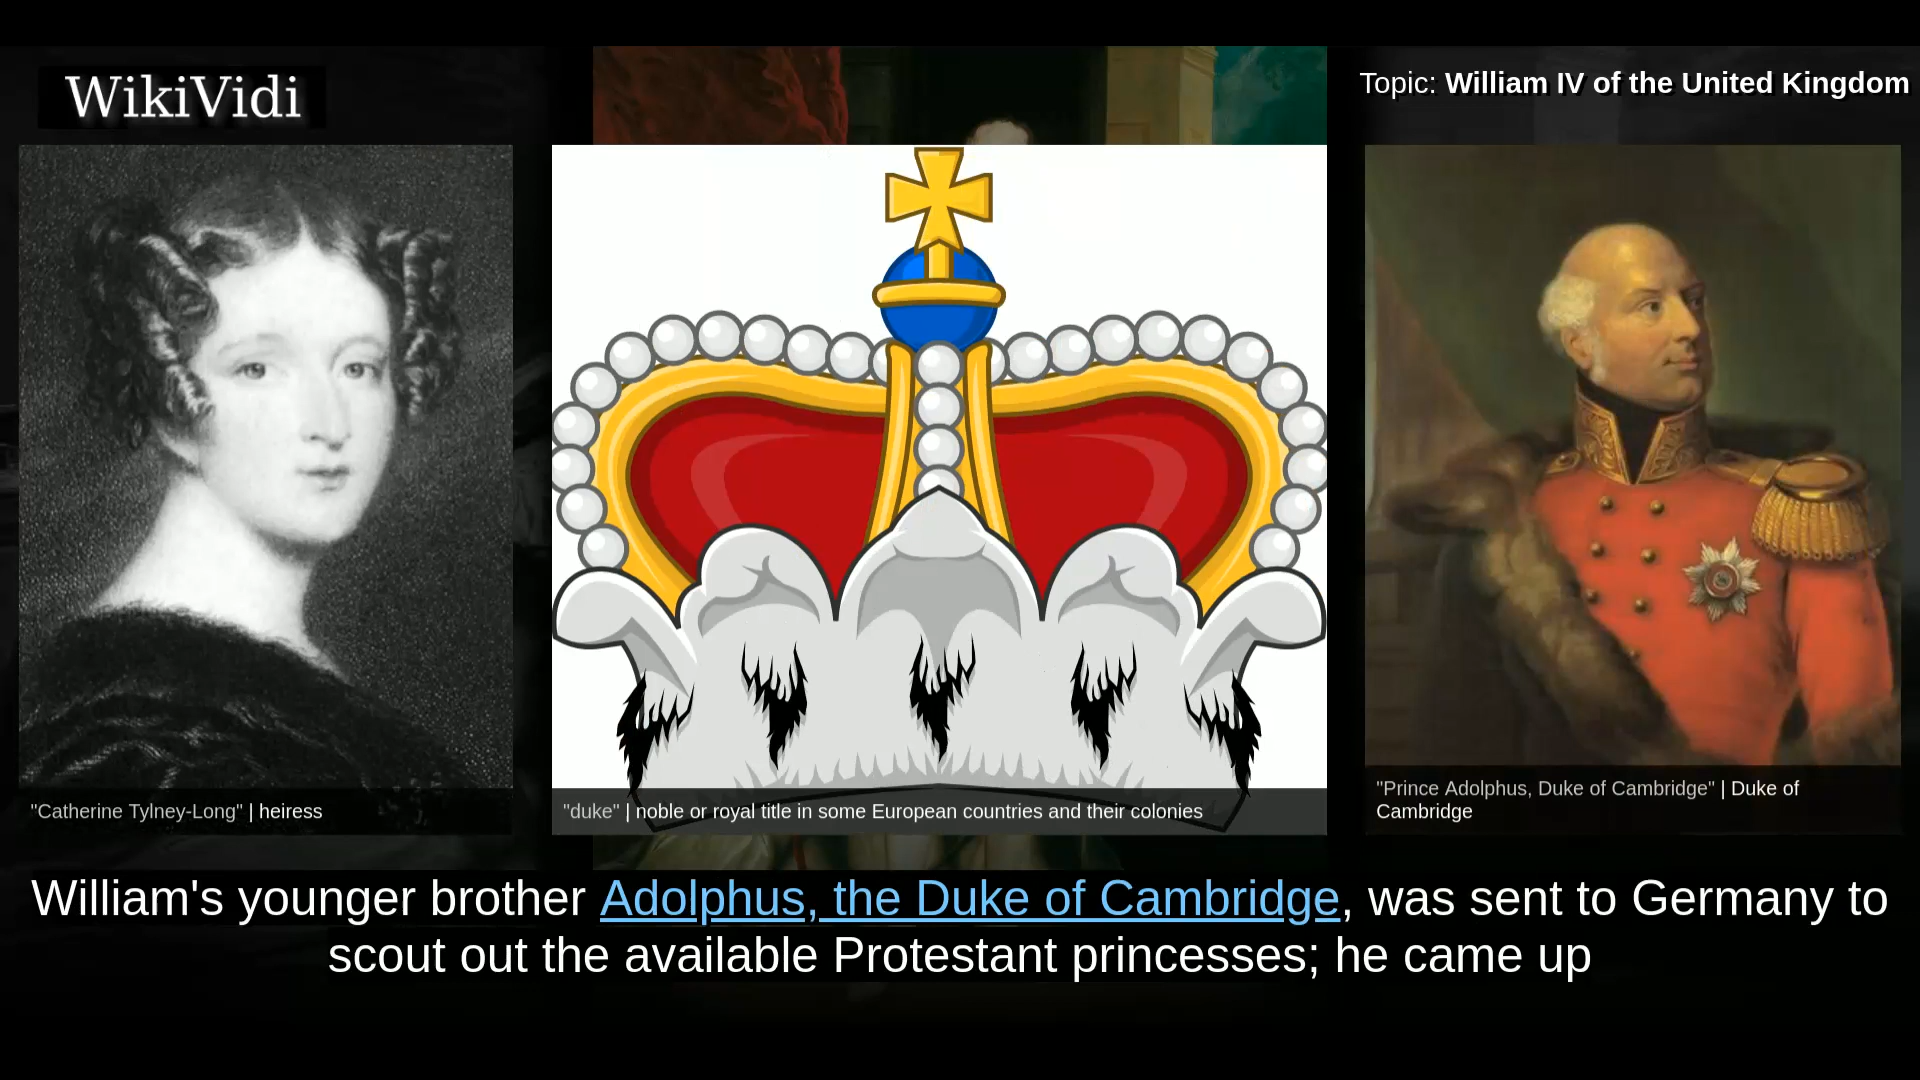 WikiVidi
Topic: William IV of the United Kingdom
"Catherine Tylney-Long" | heiress
"duke" | noble or royal title in some European countries and their colonies
"Prince Adolphus, Duke of Cambridge" | Duke of
Cambridge
William's younger brother Adolphus, the Duke of Cambridge, was sent to Germany to
scout out the available Protestant princesses; he came up